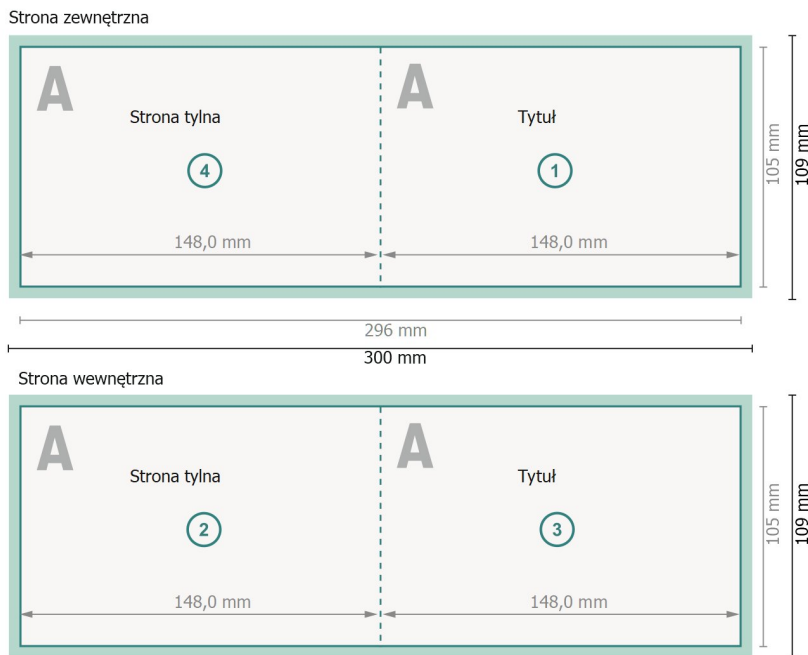 Strona zewnętrzna
A
A
Strona tylna
Tytuł
4
1
148,0 mm
148,0 mm
105 mm
109 mm
296 mm
300 mm
Strona wewnętrzna
A
A
Strona tylna
Tytuł
2
3
148,0 mm
148,0 mm
105 mm
109 mm